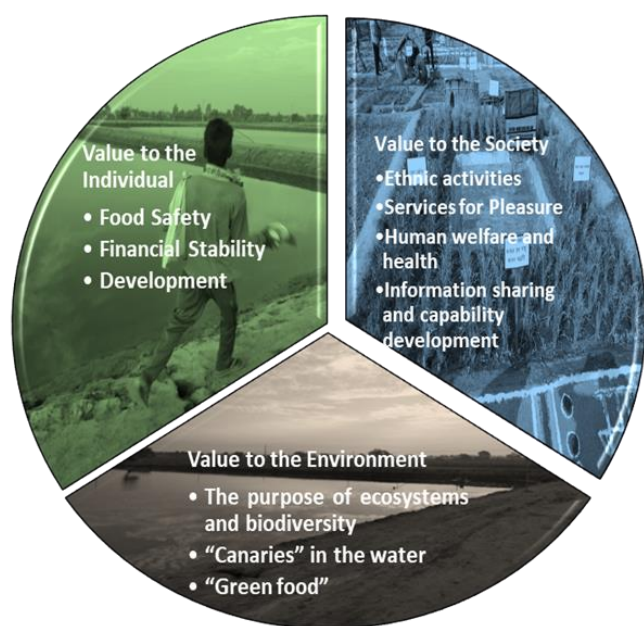 Value to the
Individual
• Food Safety
• Financial Stability
• Development
Value to the Society
•Ethnic activities
•Services for Pleasure
•Human welfare and
health
•Information sharing
and capability
development
Value to the Environment
• The purpose of ecosystems
and biodiversity
• “Canaries” in the water
• “Green food”